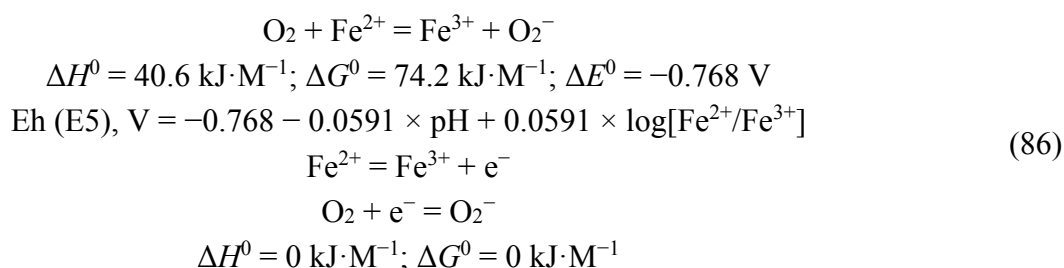 O₂ + Fe²⁺ = Fe³⁺ + O₂⁻
ΔH⁰ = 40.6 kJ·M⁻¹; ΔG⁰ = 74.2 kJ·M⁻¹; ΔE⁰ = −0.768 V
Eh (E5), V = −0.768 − 0.0591 × pH + 0.0591 × log[Fe²⁺/Fe³⁺]
(86)
Fe²⁺ = Fe³⁺ + e⁻
O₂ + e⁻ = O₂⁻
ΔH⁰ = 0 kJ·M⁻¹; ΔG⁰ = 0 kJ·M⁻¹